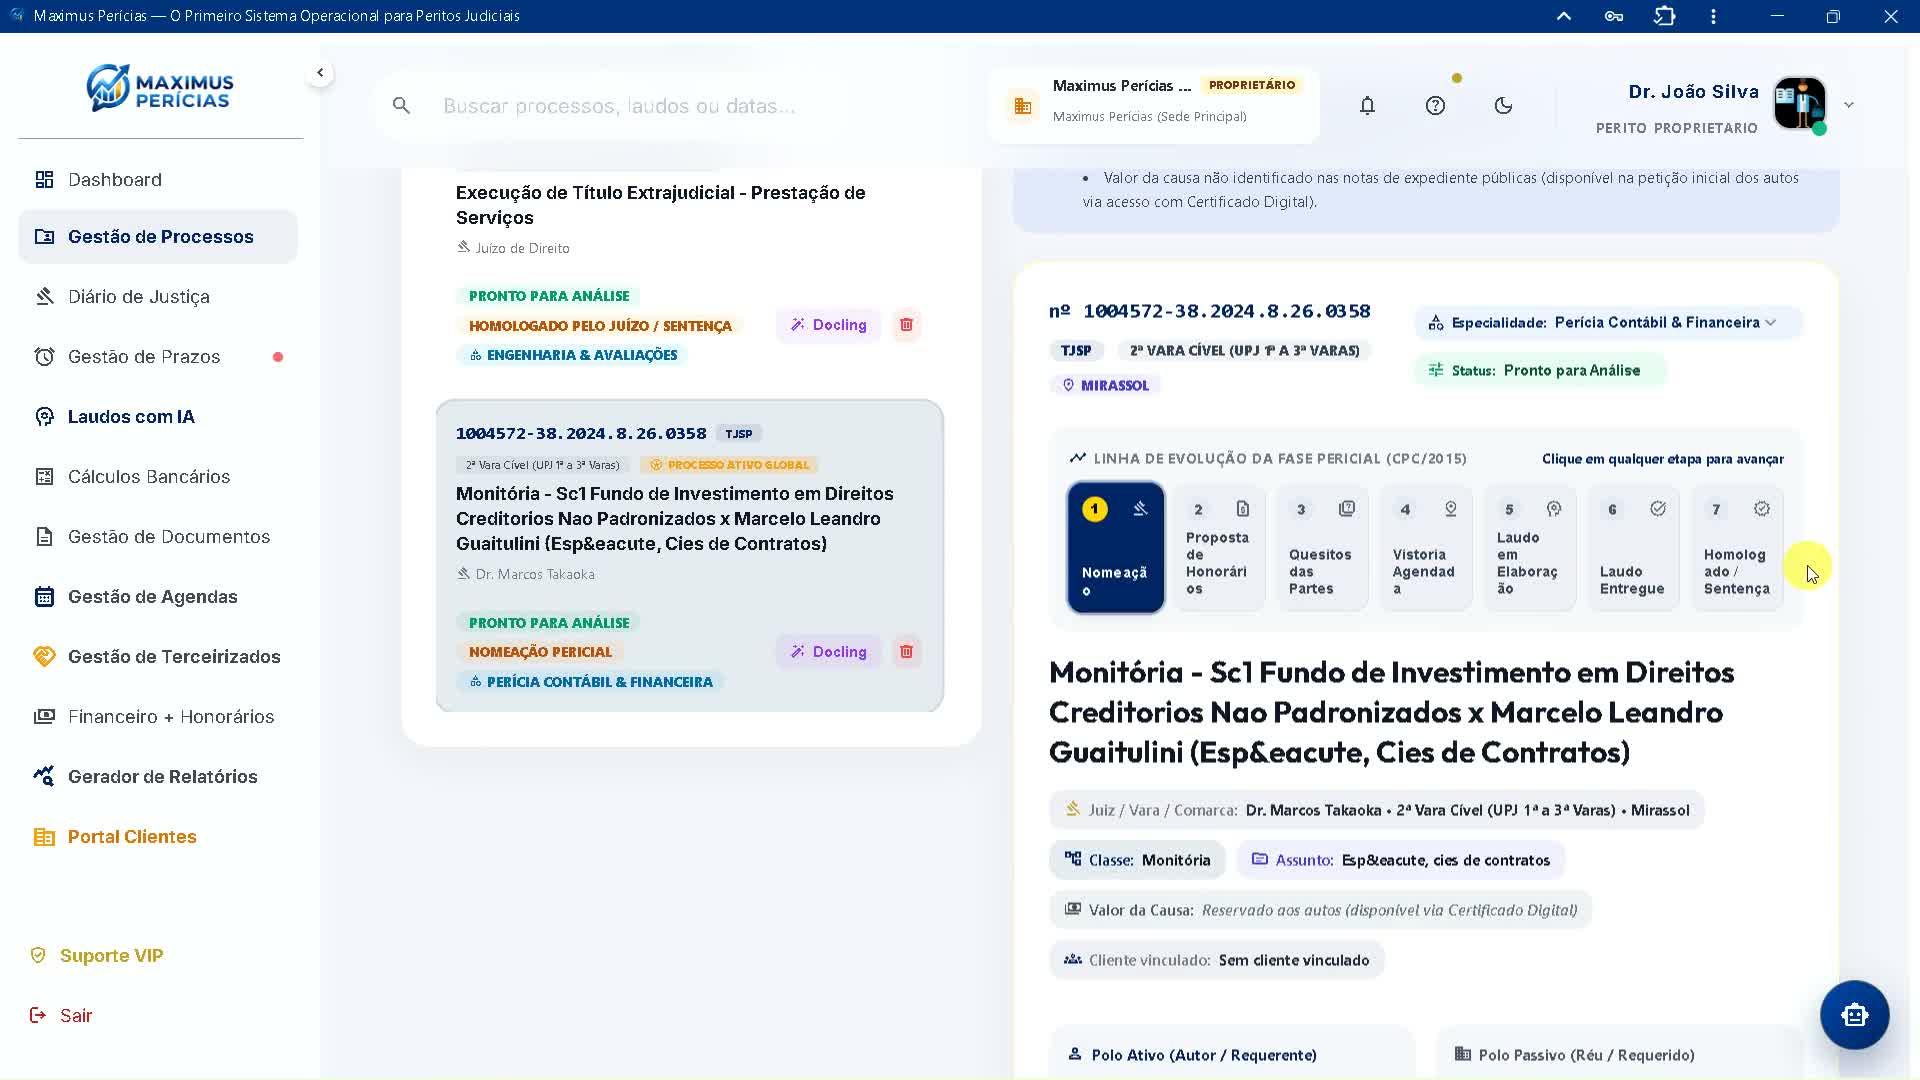 Maximus Perícias — O Primeiro Sistema Operacional para Peritos Judiciais
MAXIMUS
PERÍCIAS
Dashboard
Gestão de Processos
Diário de Justiça
Gestão de Prazos
Laudos com IA
Cálculos Bancários
Gestão de Documentos
Gestão de Agendas
Gestão de Terceirizados
Financeiro + Honorários
Gerador de Relatórios
Portal Clientes
Suporte VIP
Sair
Buscar processos, laudos ou datas...
Maximus Perícias ... PROPRIETÁRIO
Maximus Perícias (Sede Principal)
Dr. João Silva
PERITO PROPRIETARIO
Execução de Título Extrajudicial - Prestação de
Serviços
Juízo de Direito
PRONTO PARA ANÁLISE
HOMOLOGADO PELO JUÍZO / SENTENÇA
Docling
ENGENHARIA & AVALIAÇÕES
1004572-38.2024.8.26.0358 TJSP
2ª Vara Cível (UPJ 1ª a 3ª Varas) PROCESSO ATIVO GLOBAL
Monitória - Sc1 Fundo de Investimento em Direitos
Creditorios Nao Padronizados x Marcelo Leandro
Guaitulini (Esp&eacute, Cies de Contratos)
Dr. Marcos Takaoka
PRONTO PARA ANÁLISE
NOMEAÇÃO PERICIAL
Docling
PERÍCIA CONTÁBIL & FINANCEIRA
• Valor da causa não identificado nas notas de expediente públicas (disponível na petição inicial dos autos
via acesso com Certificado Digital).
nº 1004572-38.2024.8.26.0358
TJSP 2ª VARA CÍVEL (UPJ 1ª A 3ª VARAS)
MIRASSOL
Especialidade: Perícia Contábil & Financeira
Status: Pronto para Análise
LINHA DE EVOLUÇÃO DA FASE PERICIAL (CPC/2015)
Clique em qualquer etapa para avançar
1
Nomeaçã
o
2
Proposta
de
Honorári
os
3
Quesitos
das
Partes
4
Vistoria
Agendad
a
5
Laudo
em
Elaboraç
ão
6
Laudo
Entregue
7
Homolog
ado /
Sentença
Monitória - Sc1 Fundo de Investimento em Direitos
Creditorios Nao Padronizados x Marcelo Leandro
Guaitulini (Esp&eacute, Cies de Contratos)
Juiz / Vara / Comarca: Dr. Marcos Takaoka • 2ª Vara Cível (UPJ 1ª a 3ª Varas) • Mirassol
Classe: Monitória
Assunto: Esp&eacute, cies de contratos
Valor da Causa: Reservado aos autos (disponível via Certificado Digital)
Cliente vinculado: Sem cliente vinculado
Polo Ativo (Autor / Requerente)
Polo Passivo (Réu / Requerido)